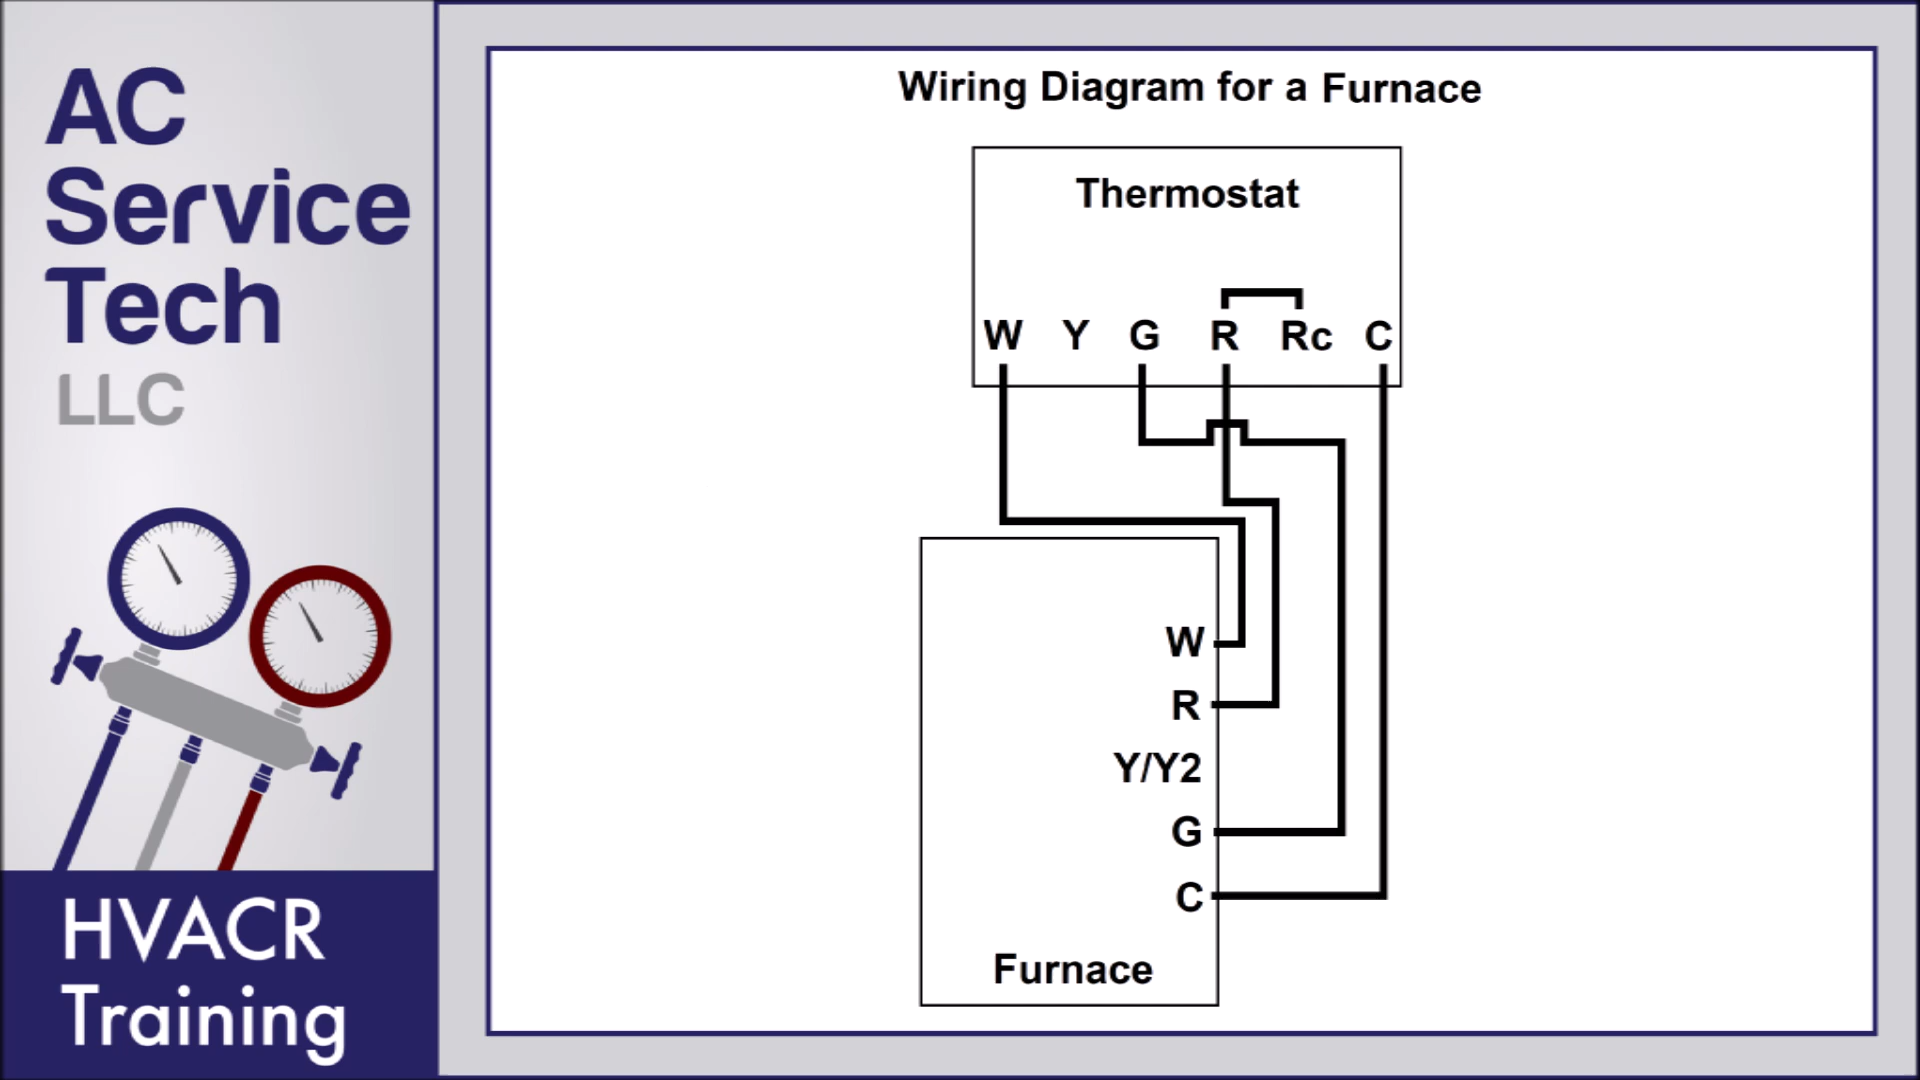 AC
Service
Tech
LLC
HVACR
Training
Wiring Diagram for a Furnace
Thermostat
W Y G R Rc C
W
R
Y/Y2
G
C
Furnace